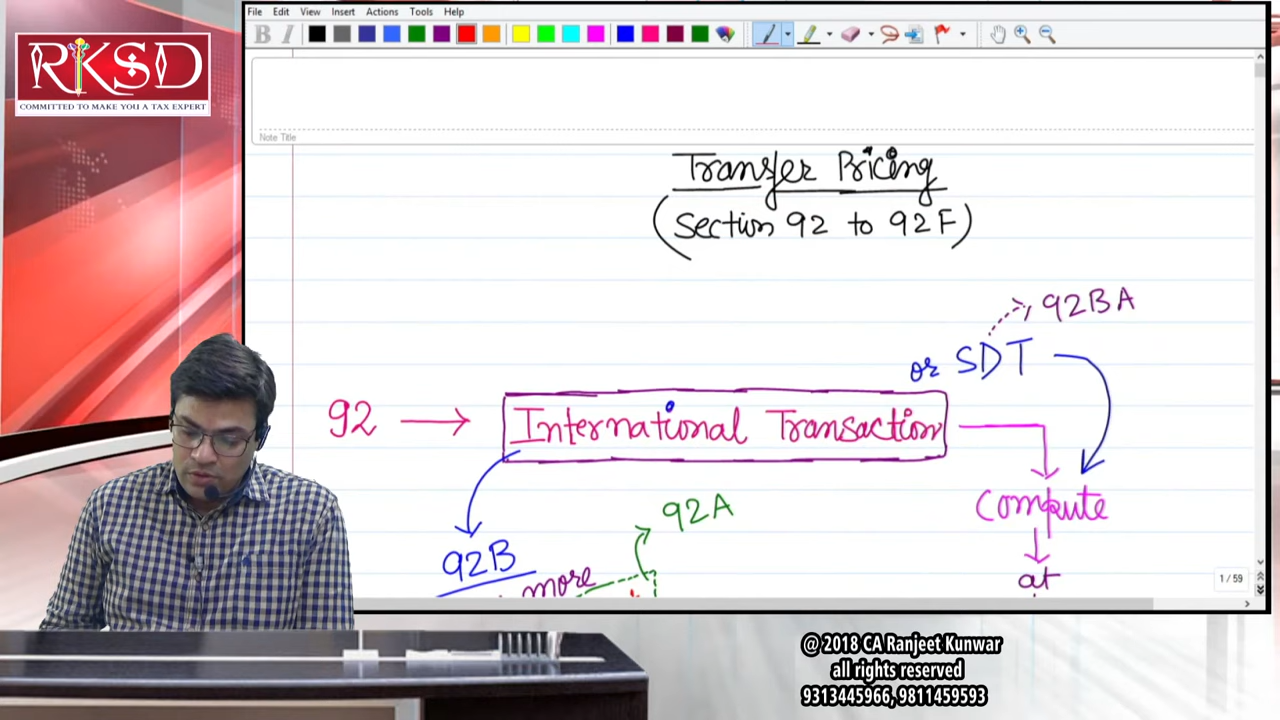 File Edit View Insert Actions Tools Help
B I
RKSD
COMMITTED TO MAKE YOU A TAX EXPERT
Note Title
Transfer Pricing
(Section 92 to 92F)
92BA
or SDT
92 → International Transaction
92A
Compute
92B
more
at
1 / 59
@ 2018 CA Ranjeet Kunwar
all rights reserved
9313445966, 9811459593